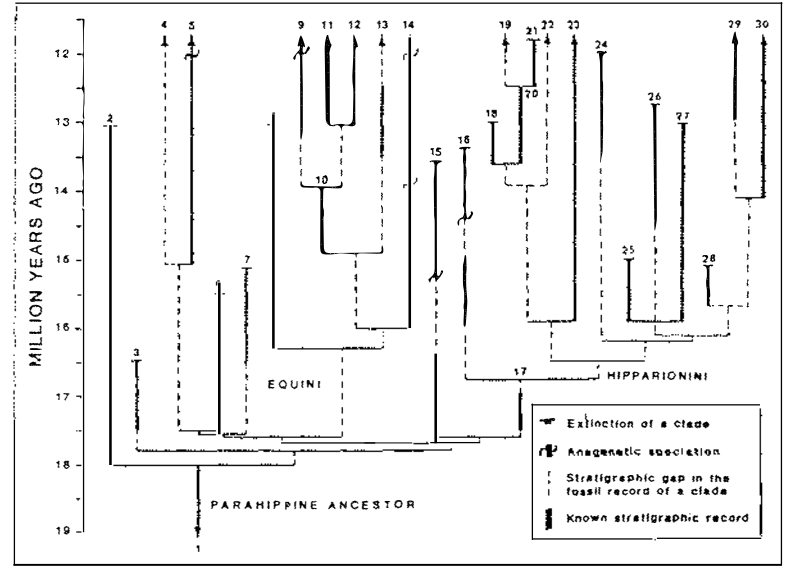 4 5 9 11 12 13 14 19 21 22 23 24 29 30
12
20
26
2 18 27
13
16
15
10
14
7 25 28
15
3
16
17
EQUINI
HIPPARIONINI
17
18
19
MILLION YEARS AGO
PARAHIPPINE ANCESTOR
1
Extinction of a clade
Anagenetic speciation
Stratigraphic gap in the
fossil record of a clade
Known stratigraphic record